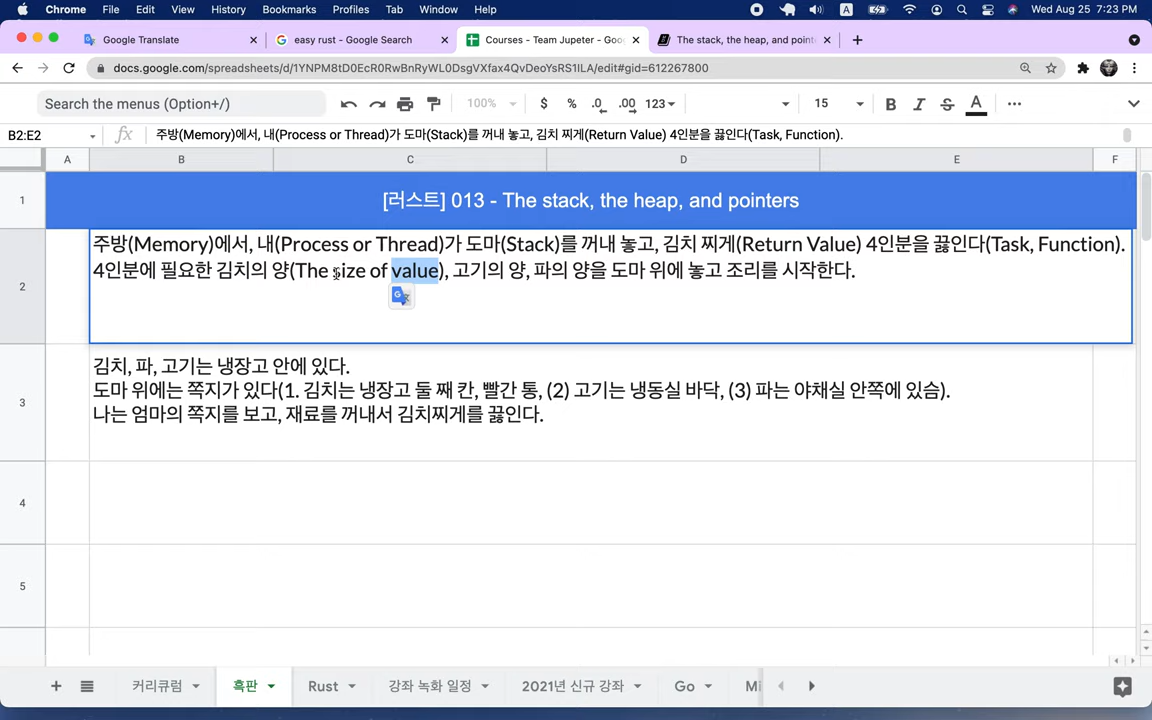 Chrome File Edit View History Bookmarks Profiles Tab Window Help Wed Aug 25 7:23 PM
Google Translate easy rust - Google Search Courses - Team Jupeter - Goo The stack, the heap, and point
docs.google.com/spreadsheets/d/1YNPM8tD0EcR0RwBnRyWL0DsgVXfax4QvDeoYsRS1ILA/edit#gid=612267800
Search the menus (Option+/) 100% $ % .0 .00 123 15 B I S A
B2:E2 fx 주방(Memory)에서, 내(Process or Thread)가 도마(Stack)를 꺼내 놓고, 김치 찌게(Return Value) 4인분을 끓인다(Task, Function).
A B C D E F
1 [러스트] 013 - The stack, the heap, and pointers
주방(Memory)에서, 내(Process or Thread)가 도마(Stack)를 꺼내 놓고, 김치 찌게(Return Value) 4인분을 끓인다(Task, Function).
2 4인분에 필요한 김치의 양(The size of value), 고기의 양, 파의 양을 도마 위에 놓고 조리를 시작한다.
김치, 파, 고기는 냉장고 안에 있다.
3 도마 위에는 쪽지가 있다(1. 김치는 냉장고 둘 째 칸, 빨간 통, (2) 고기는 냉동실 바닥, (3) 파는 야채실 안쪽에 있슴).
나는 엄마의 쪽지를 보고, 재료를 꺼내서 김치찌게를 끓인다.
4
5
커리큐럼 흑판 Rust 강좌 녹화 일정 2021년 신규 강좌 Go Mi